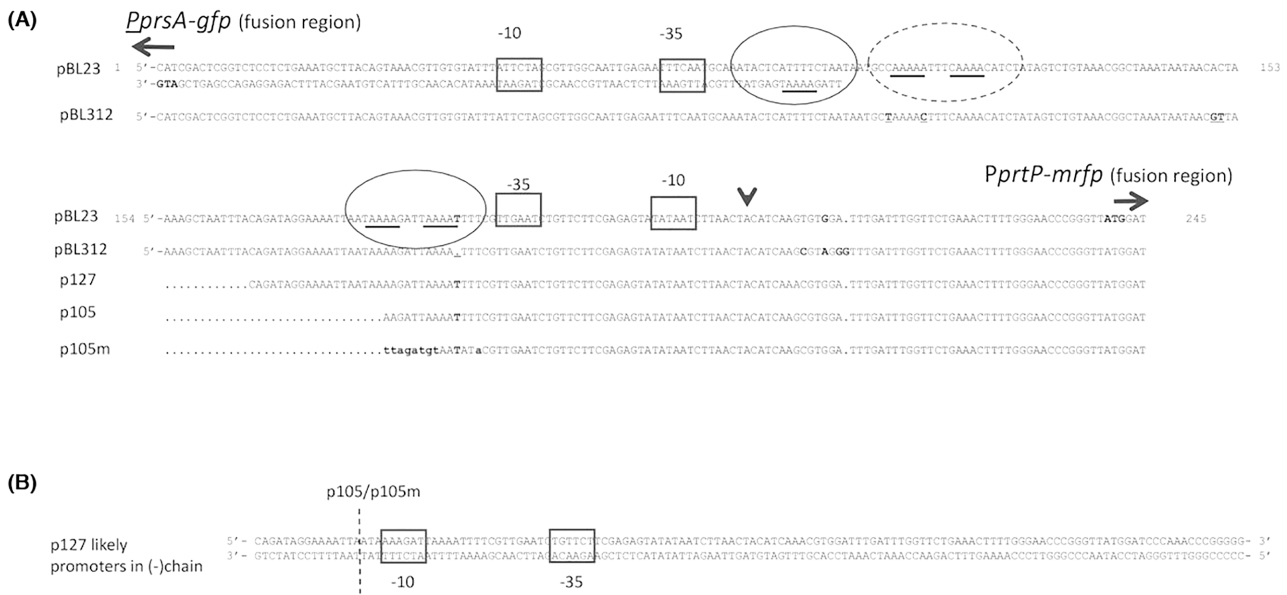 (A)
PprsA-gfp (fusion region)
-10 -35
pBL23 1 5'-CATCGACTCGGTCTCCTCTGAAATGCTTACAGTAAACGTTGTGTATTTATTCTAGCGTTGGCAATTGAGAATTTCAATGCAAATACTCATTTTCTAATAATGCCAAAAATTTCAAAACATCTATAGTCTGTAAACGGCTAAATAATAACACTA 153
3'-GTAGCTGAGCCAGAGGAGACTTTACGAATGTCATTTGCAACACATAAATAAGATCGCAACCGTTAACTCTTAAAGTTACGTTTATGAGTAAAAGATT
pBL312 5'-CATCGACTCGGTCTCCTCTGAAATGCTTACAGTAAACGTTGTGTATTTATTCTAGCGTTGGCAATTGAGAATTTCAATGCAAATACTCATTTTCTAATAATGCTAAAACTTTCAAAACATCTATAGTCTGTAAACGGCTAAATAATAACGTTA
-35 -10
PprtP-mrfp (fusion region)
pBL23 154 5'-AAAGCTAATTTACAGATAGGAAAATTAATAAAAGATTAAAATTTTCGTTGAATCTGTTCTTCGAGAGTATATAATCTTAACTACATCAAGTGTGGA.TTTGATTTGGTTCTGAAACTTTTGGGAACCCGGGTTATGGAT 245
pBL312 5'-AAAGCTAATTTACAGATAGGAAAATTAATAAAAGATTAAAA.TTTCGTTGAATCTGTTCTTCGAGAGTATATAATCTTAACTACATCAAGCGTAGGGTTTGATTTGGTTCTGAAACTTTTGGGAACCCGGGTTATGGAT
p127 ............CAGATAGGAAAATTAATAAAAGATTAAAATTTTCGTTGAATCTGTTCTTCGAGAGTATATAATCTTAACTACATCAAACGTGGA.TTTGATTTGGTTCTGAAACTTTTGGGAACCCGGGTTATGGAT
p105 ...............................AAGATTAAAATTTTCGTTGAATCTGTTCTTCGAGAGTATATAATCTTAACTACATCAAGCGTGGA.TTTGATTTGGTTCTGAAACTTTTGGGAACCCGGGTTATGGAT
p105m ...............................ttagatgtAATATaCGTTGAATCTGTTCTTCGAGAGTATATAATCTTAACTACATCAAGCGTGGA.TTTGATTTGGTTCTGAAACTTTTGGGAACCCGGGTTATGGAT
(B)
p105/p105m
5'- CAGATAGGAAAATTAATAAAAGATTAAAATTTTCGTTGAATCTGTTCTTCGAGAGTATATAATCTTAACTACATCAAACGTGGATTTGATTTGGTTCTGAAACTTTTGGGAACCCGGGTTATGGATCCCAAACCCGGGGG- 3'
p127 likely
3'- GTCTATCCTTTTAATTATTTTCTAATTTTAAAAGCAACTTAGACAAGAAGCTCTCATATATTAGAATTGATGTAGTTTGCACCTAAACTAAACCAAGACTTTGAAAACCCTTGGGCCCAATACCTAGGGTTTGGGCCCCC- 5'
promoters in (-)chain
-10 -35